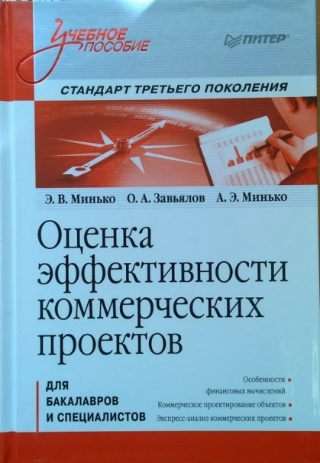 Учебное
пособие
ПИТЕР®
СТАНДАРТ ТРЕТЬЕГО ПОКОЛЕНИЯ
Э. В. Минько О. А. Завьялов А. Э. Минько
Оценка
эффективности
коммерческих
проектов
ДЛЯ
БАКАЛАВРОВ
И СПЕЦИАЛИСТОВ
Особенности
финансовых вычислений
Коммерческое проектирование объектов
Экспресс-анализ коммерческих проектов